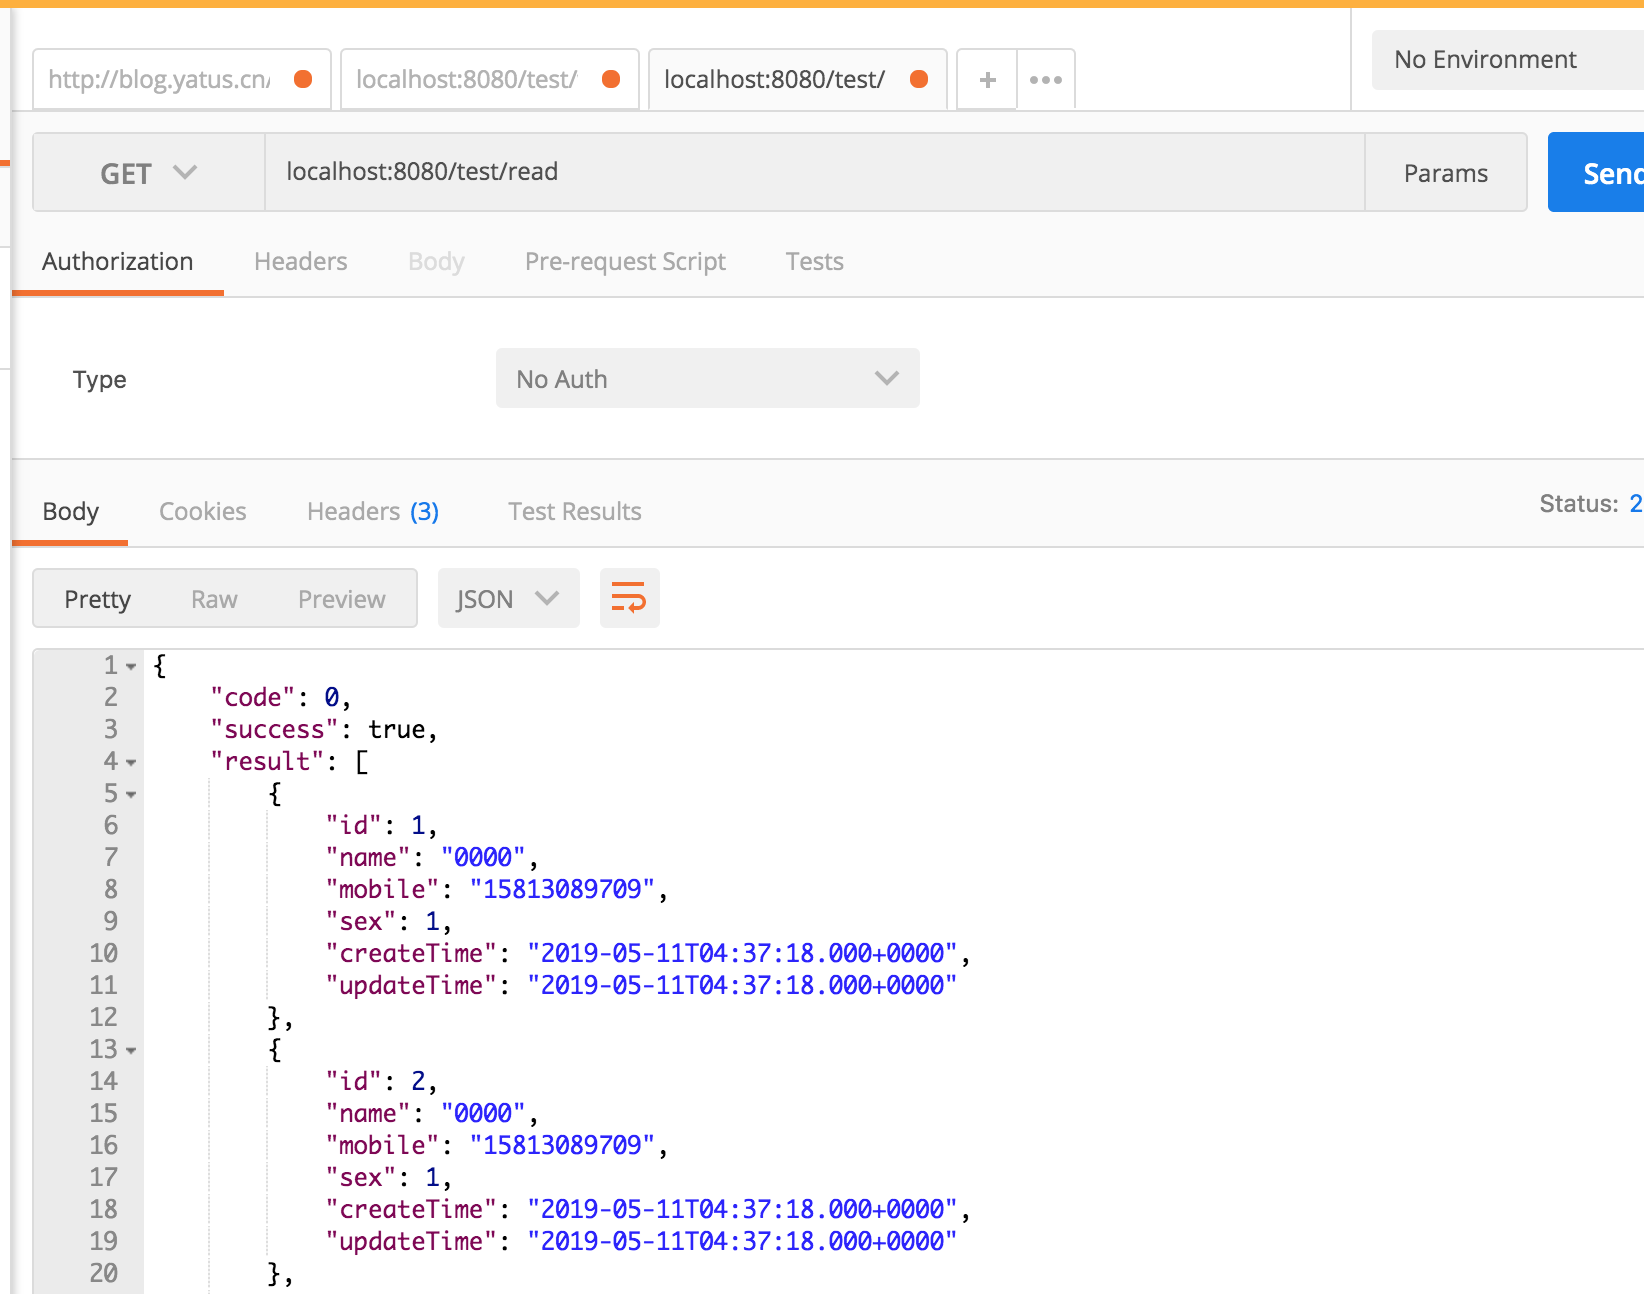 http://blog.yatus.cn/ localhost:8080/test/ localhost:8080/test/ + ••• No Environment
GET localhost:8080/test/read Params Send
Authorization Headers Body Pre-request Script Tests
Type No Auth
Body Cookies Headers (3) Test Results Status: 2
Pretty Raw Preview JSON
1 {
2 "code": 0,
3 "success": true,
4 "result": [
5 {
6 "id": 1,
7 "name": "0000",
8 "mobile": "15813089709",
9 "sex": 1,
10 "createTime": "2019-05-11T04:37:18.000+0000",
11 "updateTime": "2019-05-11T04:37:18.000+0000"
12 },
13 {
14 "id": 2,
15 "name": "0000",
16 "mobile": "15813089709",
17 "sex": 1,
18 "createTime": "2019-05-11T04:37:18.000+0000",
19 "updateTime": "2019-05-11T04:37:18.000+0000"
20 },